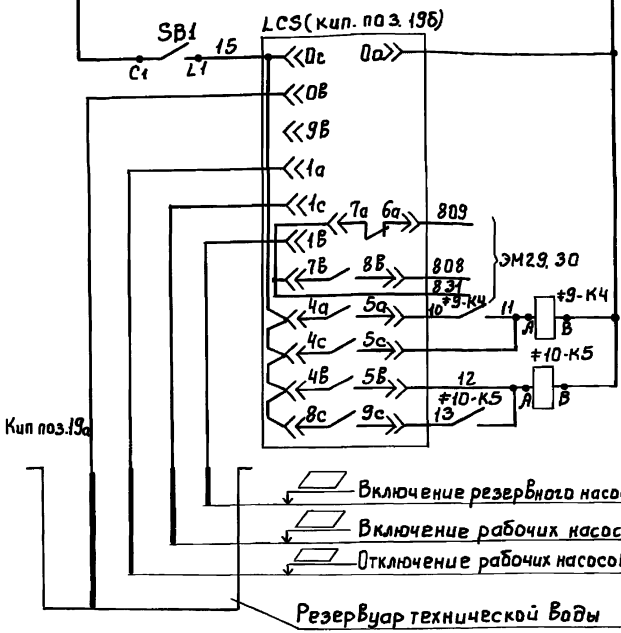 LCS(кип. поз. 19б)
SB1
C1 L1 15 0с 0а
0В
9В
1а
1с
7а 6а 809
1В
ЭМ29, 30
7В 8В 808
831
4а 5а 10 ≠9-К4 11 А В ≠9-К4
4с 5с
≠10-К5
4В 5В 12 А В
≠10-К5
8с 9с 13
Кип поз.19а
Включение резервного насо
Включение рабочих насос
Отключение рабочих насосов
Резервуар технической воды